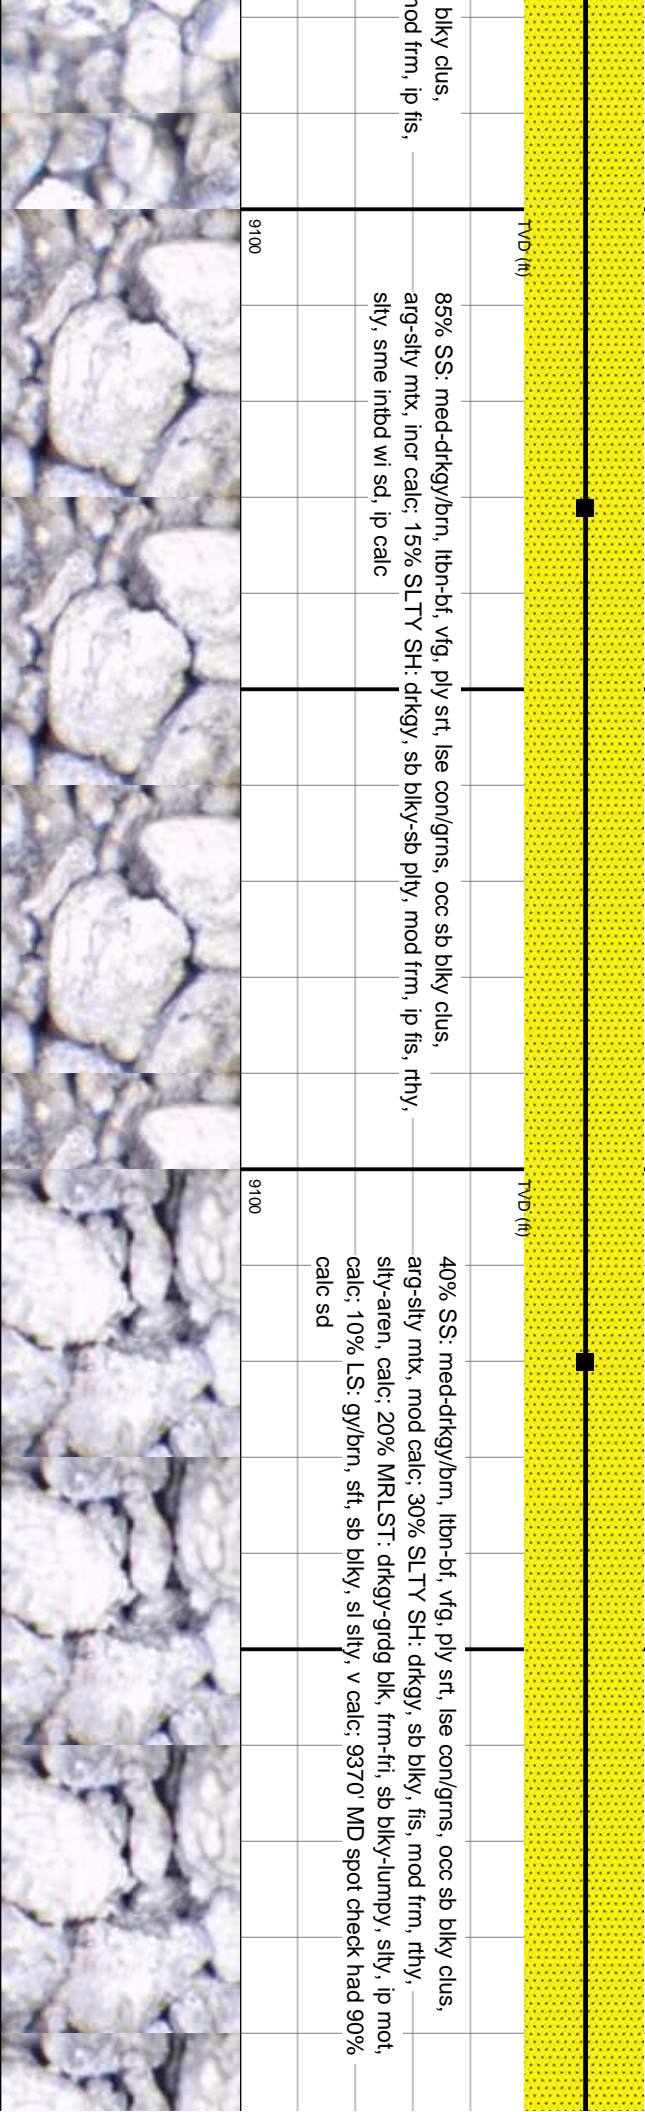 blky clus,
mod frm, ip fis,
TVD (ft)
9100
85% SS: med-drkgy/brn, ltbn-bf, vfg, ply srt, lse con/grns, occ sb blky clus,
arg-slty mtx, incr calc; 15% SLTY SH: drkgy, sb blky-sb plty, mod frm, ip fis, rthy,
slty, sme intbd wi sd, ip calc
TVD (ft)
9100
40% SS: med-drkgy/brn, ltbn-bf, vfg, ply srt, lse con/grns, occ sb blky clus,
arg-slty mtx, mod calc; 30% SLTY SH: drkgy, sb blky, fis, mod frm, rthy,
slty-aren, calc; 20% MRLST: drkgy-grdg blk, frm-fri, sb blky-lumpy, slty, ip mot,
calc; 10% LS: gy/brn, sft, sb blky, sl slty, v calc; 9370' MD spot check had 90%
calc sd